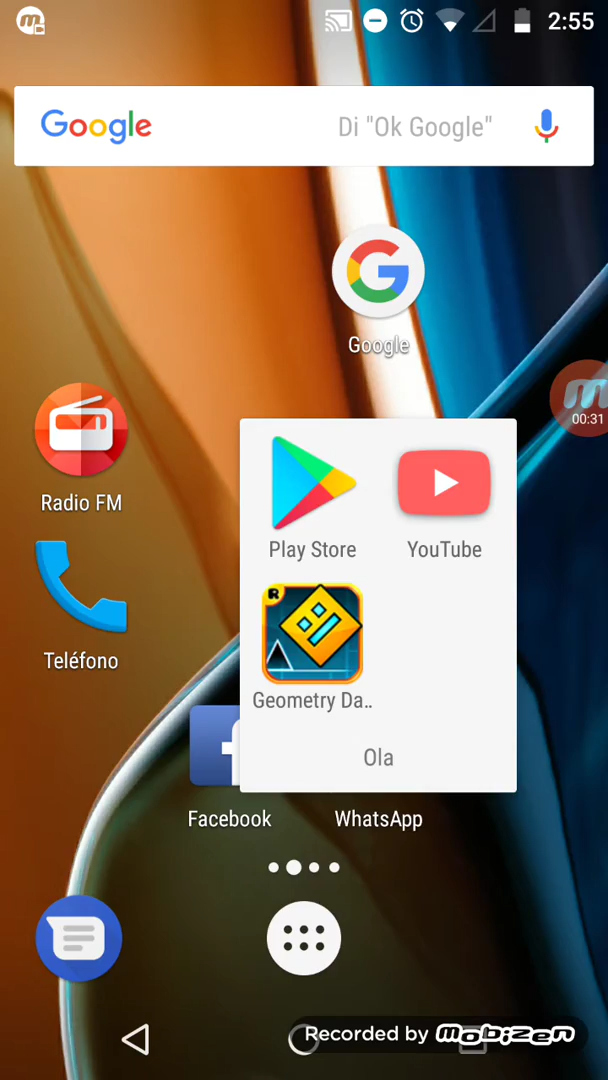 2:55
Google
Di "Ok Google"
Google
00:31
Radio FM
Play Store
YouTube
Teléfono
R
Geometry Da..
Ola
Facebook
WhatsApp
Recorded by mobizen